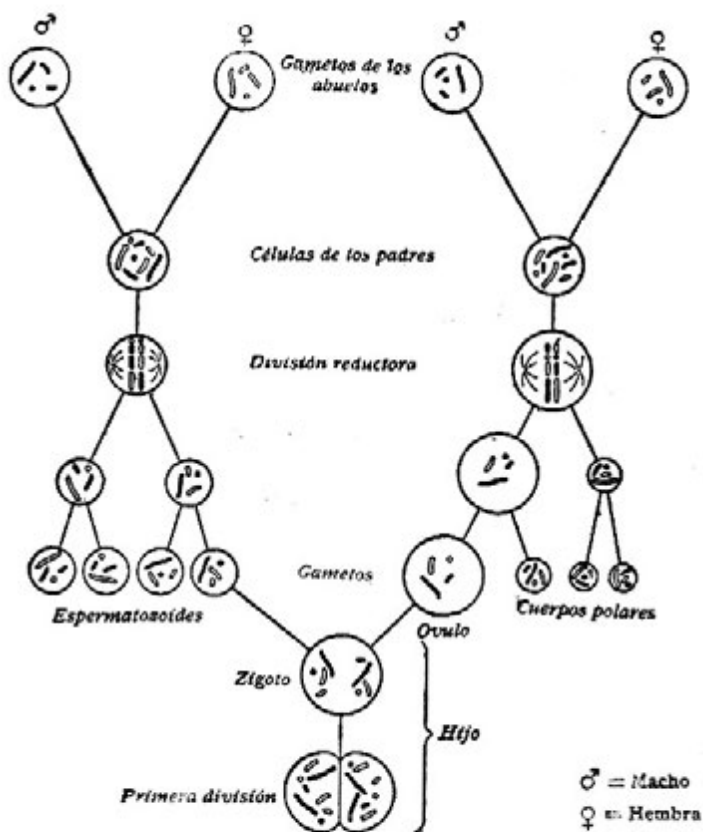 ♂ ♀ ♂ ♀
Gametos de los
abuelos
Células de los padres
División reductora
Gametos
Espermatozoides
Cuerpos polares
Ovulo
Zigoto
Hijo
Primera división
♂ = Macho
♀ = Hembra